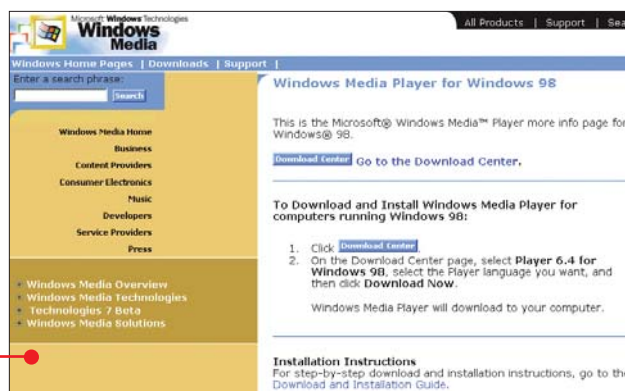 Microsoft Windows Technologies
Windows
Media
All Products | Support | Sea
Windows Home Pages | Downloads | Support |
Enter a search phrase:
Search
Windows Media Home
Business
Content Providers
Consumer Electronics
Music
Developers
Service Providers
Press
Windows Media Overview
Windows Media Technologies
Technologies 7 Beta
Windows Media Solutions
Windows Media Player for Windows 98
This is the Microsoft® Windows Media™ Player more info page for
Windows® 98.
Download Center Go to the Download Center.
To Download and Install Windows Media Player for
computers running Windows 98:
1. Click Download Center.
2. On the Download Center page, select Player 6.4 for
Windows 98, select the Player language you want, and
then click Download Now.
Windows Media Player will download to your computer.
Installation Instructions
For step-by-step download and installation instructions, go to the
Download and Installation Guide.